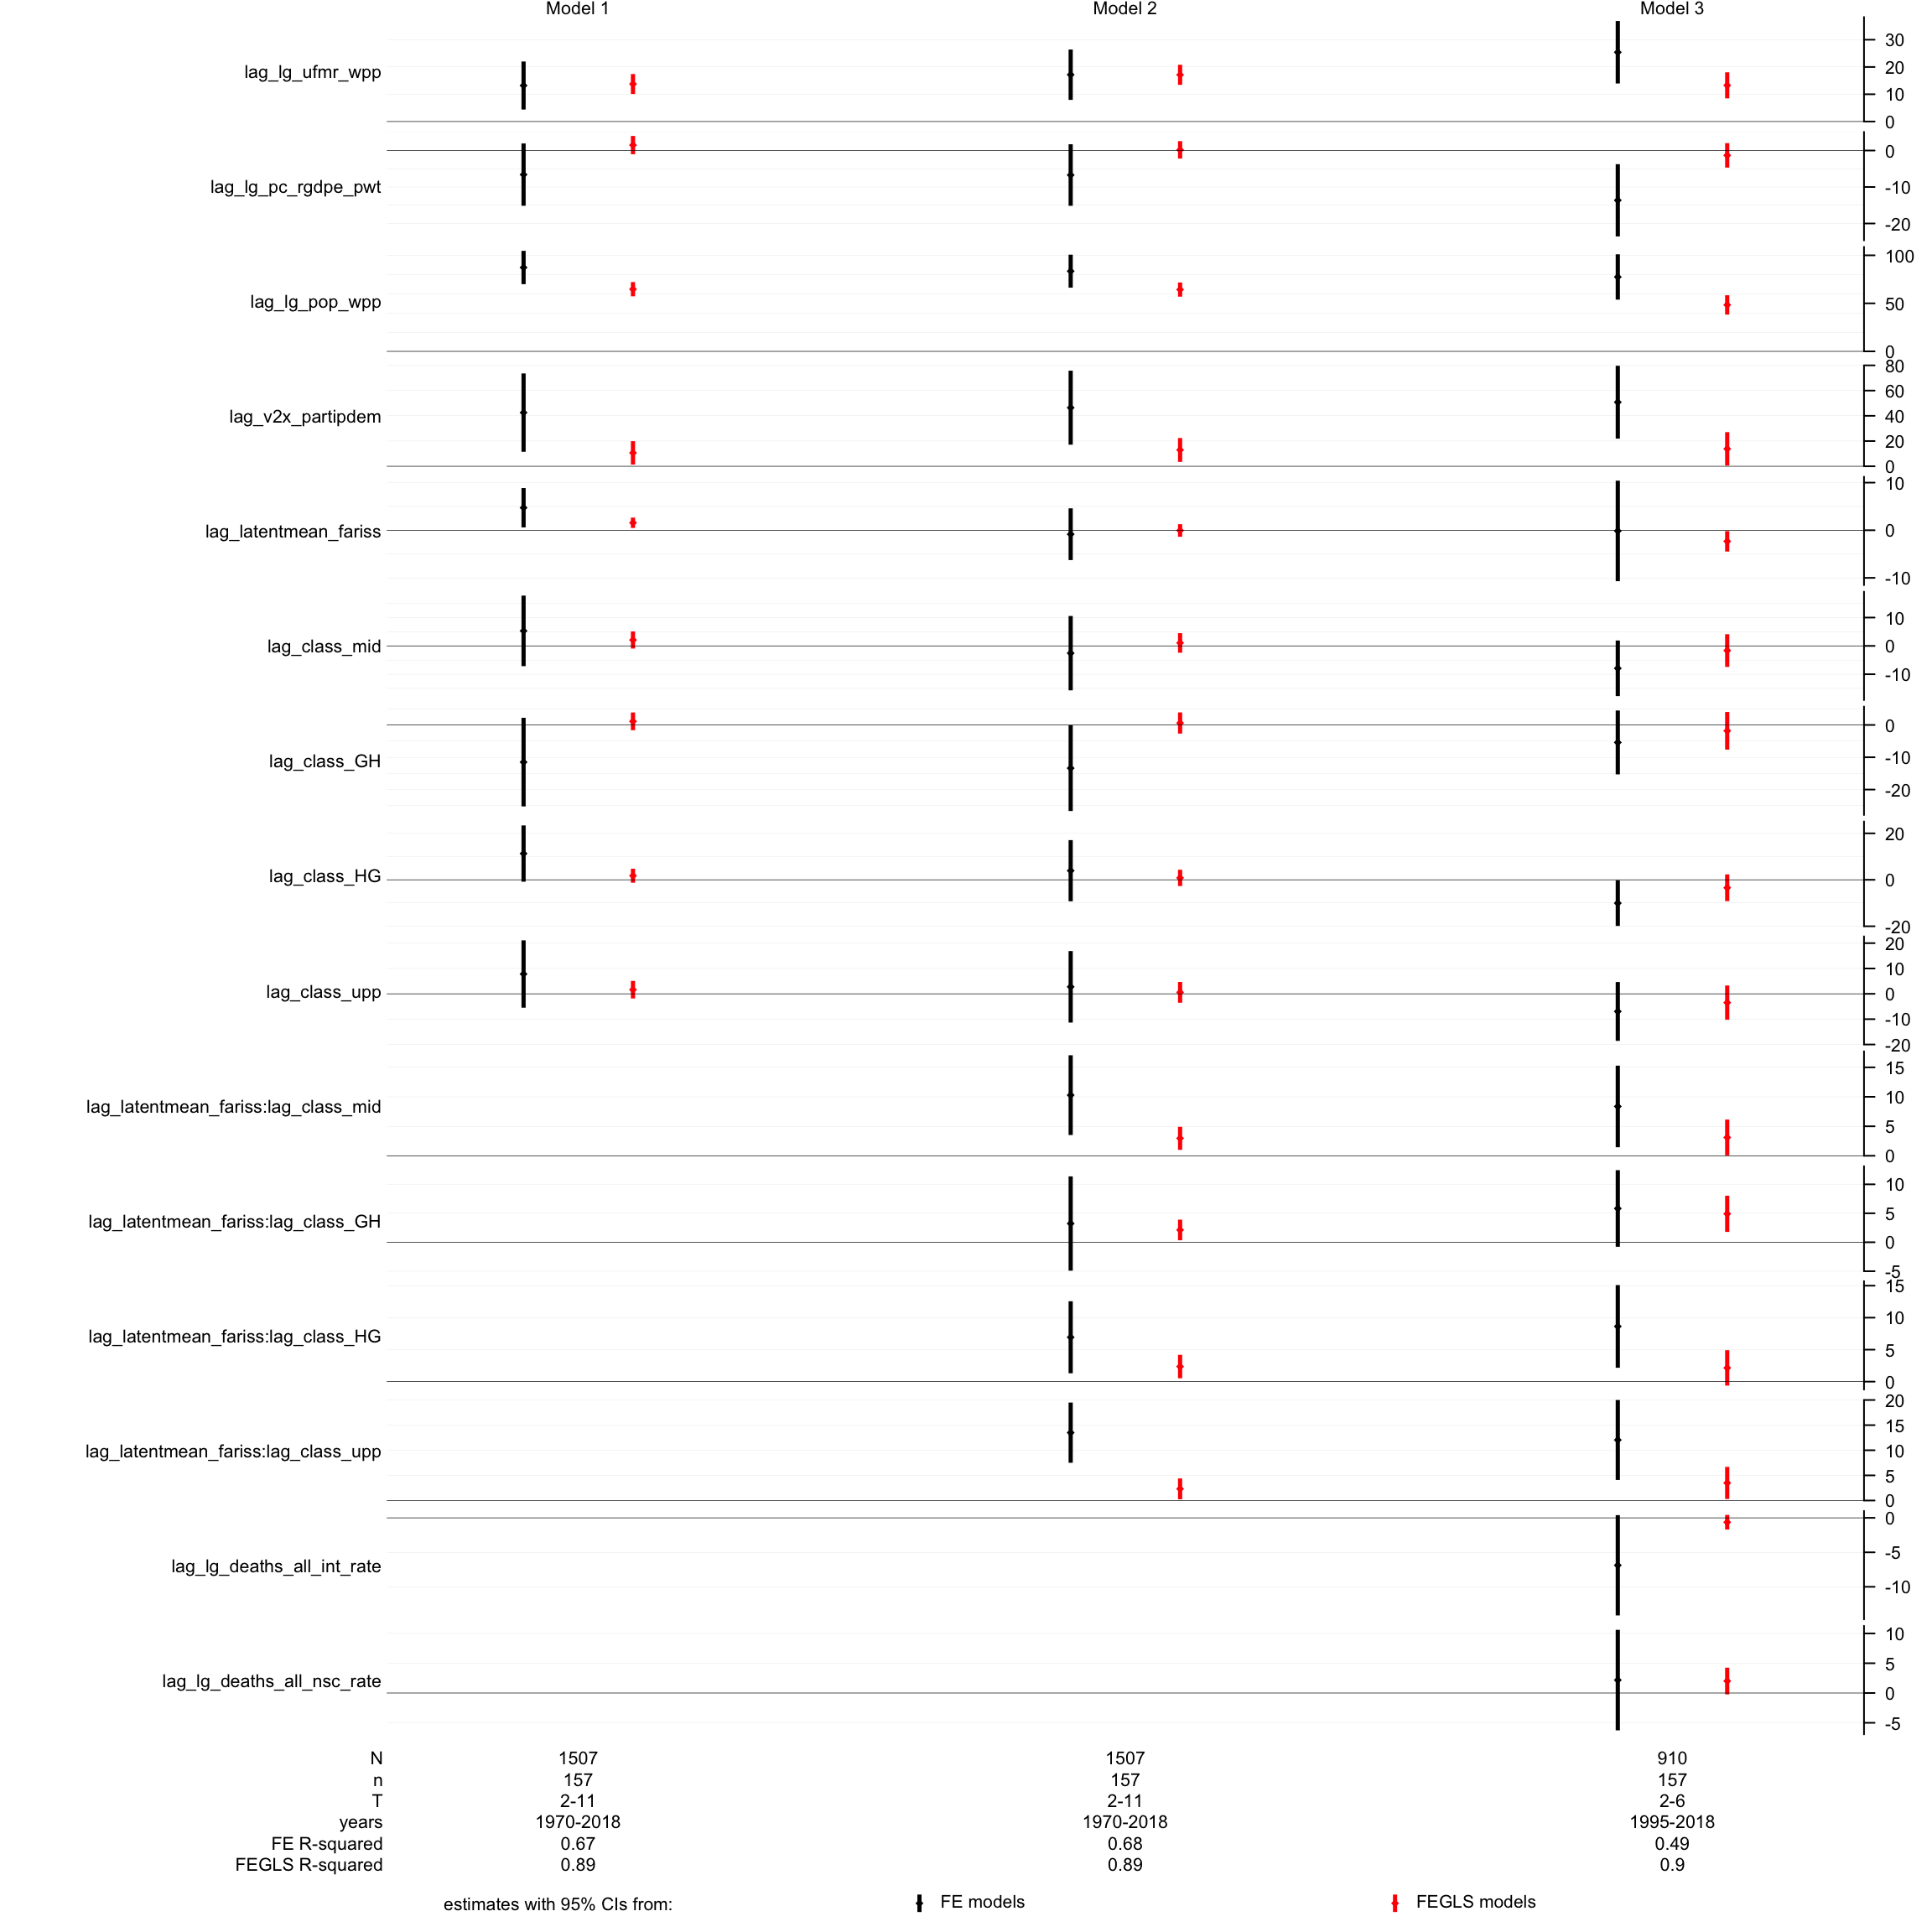 Model 1 Model 2 Model 3
lag_lg_ufmr_wpp
30
20
10
0
lag_lg_pc_rgdpe_pwt
0
-10
-20
lag_lg_pop_wpp
100
50
0
lag_v2x_partipdem
80
60
40
20
0
lag_latentmean_fariss
10
0
-10
lag_class_mid
10
0
-10
lag_class_GH
0
-10
-20
lag_class_HG
20
0
-20
lag_class_upp
20
10
0
-10
-20
lag_latentmean_fariss:lag_class_mid
15
10
5
0
lag_latentmean_fariss:lag_class_GH
10
5
0
-5
lag_latentmean_fariss:lag_class_HG
15
10
5
0
lag_latentmean_fariss:lag_class_upp
20
15
10
5
0
lag_lg_deaths_all_int_rate
0
-5
-10
lag_lg_deaths_all_nsc_rate
10
5
0
-5
N 1507 1507 910
n 157 157 157
T 2-11 2-11 2-6
years 1970-2018 1970-2018 1995-2018
FE R-squared 0.67 0.68 0.49
FEGLS R-squared 0.89 0.89 0.9
estimates with 95% CIs from: FE models FEGLS models